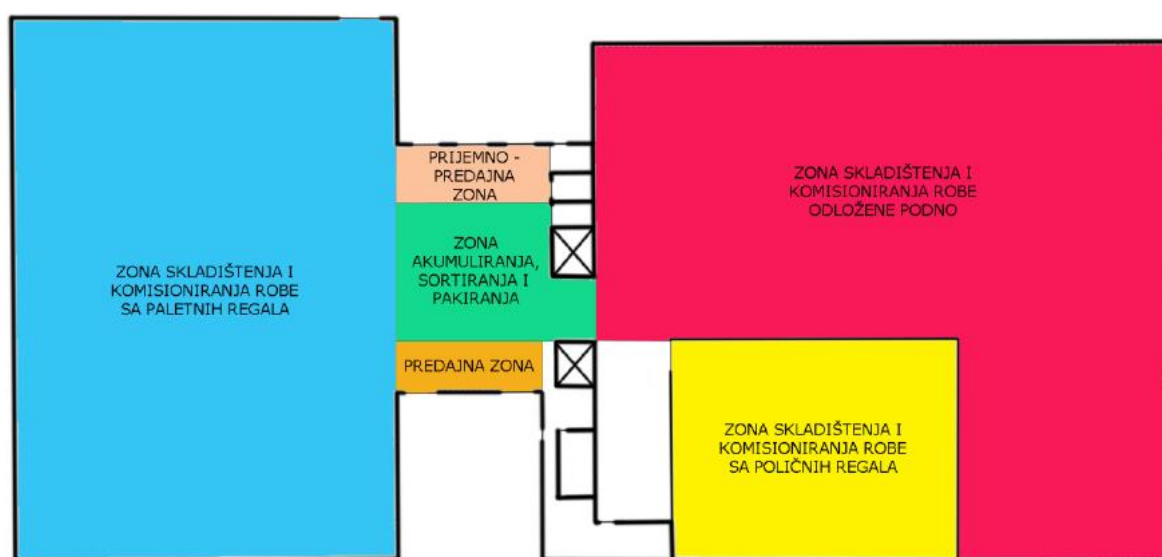 PRIJEMNO -
PREDAJNA
ZONA
ZONA SKLADIŠTENJA I
KOMISIONIRANJA ROBE
ODLOŽENE PODNO
ZONA
AKUMULIRANJA,
SORTIRANJA I
PAKIRANJA
ZONA SKLADIŠTENJA I
KOMISIONIRANJA ROBE
SA PALETNIH REGALA
PREDAJNA ZONA
ZONA SKLADIŠTENJA I
KOMISIONIRANJA ROBE
SA POLIČNIH REGALA